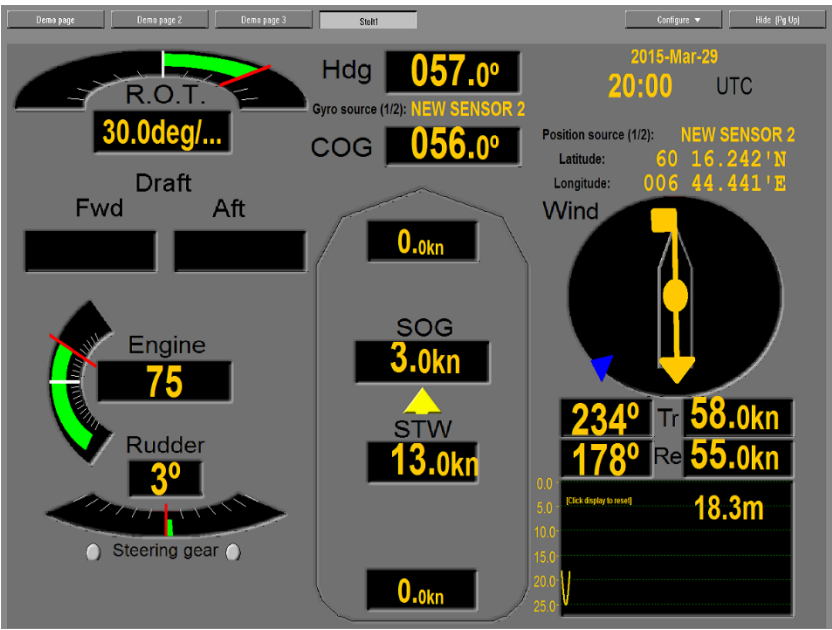 Demo page
Demo page 2
Demo page 3
Stolt1
Configure ▼
Hide (Pg Up)
R.O.T.
30.0deg/...
Hdg
057.0º
Gyro source (1/2): NEW SENSOR 2
COG
056.0º
2015-Mar-29
20:00 UTC
Position source (1/2): NEW SENSOR 2
Latitude: 60 16.242'N
Longitude: 006 44.441'E
Draft
Fwd Aft
Wind
0.0kn
Engine
75
SOG
3.0kn
STW
13.0kn
Rudder
3º
Steering gear
0.0kn
234º Tr 58.0kn
178º Re 55.0kn
0.0
[Click display to reset]
18.3m
5.0
10.0
15.0
20.0
25.0